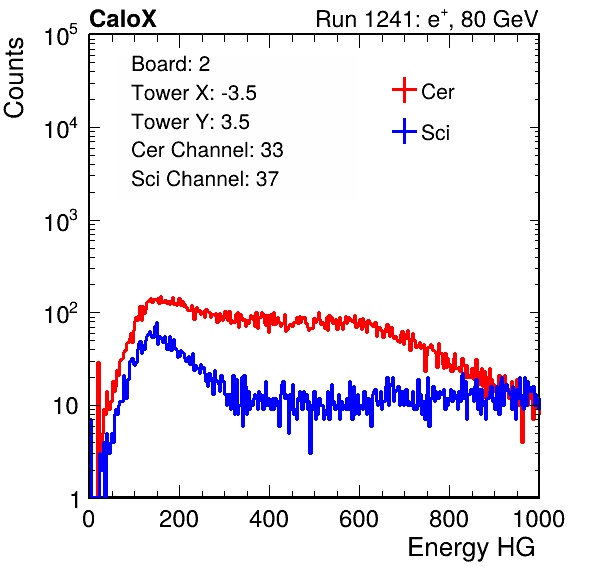 CaloX Run 1241: e⁺, 80 GeV
Counts
Board: 2
Tower X: -3.5
Tower Y: 3.5
Cer Channel: 33
Sci Channel: 37
Cer
Sci
10⁵
10⁴
10³
10²
10
1
0 200 400 600 800 1000
Energy HG